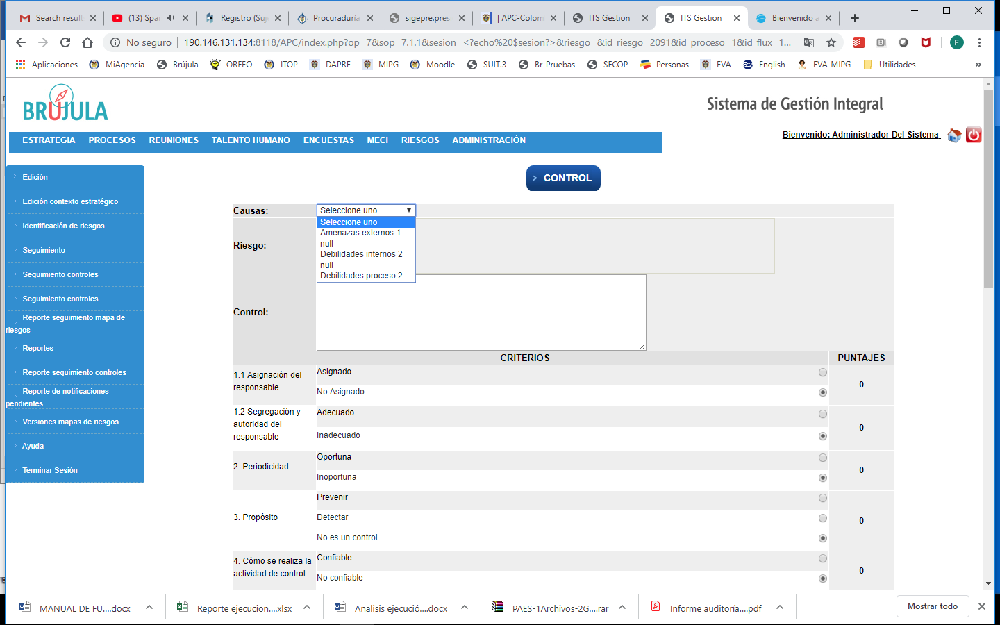 Search result
(13) Spar
Registro (Suj
Procuraduría
sigepre.presi
| APC-Colom
ITS Gestion
ITS Gestion
Bienvenido a
No seguro
190.146.131.134:8118/APC/index.php?op=7&sop=7.1.1&sesion=<?echo%20$sesion?>&riesgo=&id_riesgo=2091&id_proceso=1&id_flux=1...
F
Aplicaciones
MiAgencia
Brújula
ORFEO
ITOP
DAPRE
MIPG
Moodle
SUIT.3
Br-Pruebas
SECOP
Personas
EVA
English
EVA-MIPG
Utilidades
»
BRÚJULA
Sistema de Gestión Integral
Bienvenido: Administrador Del Sistema
ESTRATEGIA PROCESOS REUNIONES TALENTO HUMANO ENCUESTAS MECI RIESGOS ADMINISTRACIÓN
Edición
Edición contexto estratégico
Identificación de riesgos
Seguimiento
Seguimiento controles
Seguimiento controles
Reporte seguimiento mapa de
riesgos
Reportes
Reporte seguimiento controles
Reporte de notificaciones
pendientes
Versiones mapas de riesgos
Ayuda
Terminar Sesión
> CONTROL
Causas:
Seleccione uno
Seleccione uno
Amenazas externos 1
null
Debilidades internos 2
null
Debilidades proceso 2
Riesgo:
Control:
CRITERIOS PUNTAJES
1.1 Asignación del
responsable
Asignado
No Asignado
0
1.2 Segregación y
autoridad del
responsable
Adecuado
Inadecuado
0
2. Periodicidad
Oportuna
Inoportuna
0
3. Propósito
Prevenir
Detectar
No es un control
0
4. Cómo se realiza la
actividad de control
Confiable
No confiable
0
MANUAL DE FU....docx
Reporte ejecucion....xlsx
Analisis ejecució....docx
PAES-1Archivos-2G....rar
Informe auditoría....pdf
Mostrar todo